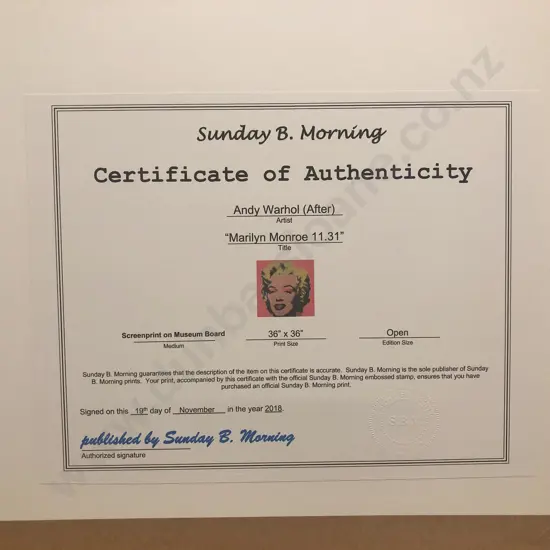 Sunday B. Morning
Certificate of Authenticity
Andy Warhol (After)
Artist
"Marilyn Monroe 11.31"
Title
Screenprint on Museum Board
Medium
36" x 36"
Print Size
Open
Edition Size
Sunday B. Morning guarantees that the description of the item on this certificate is accurate. Sunday B. Morning is the sole publisher of Sunday
B. Morning prints. Your print, accompanied by this certificate with the official Sunday B. Morning embossed stamp, ensures that you have
purchased an official Sunday B. Morning print.
Signed on this 19th day of November in the year 2018.
published by Sunday B. Morning
Authorized signature